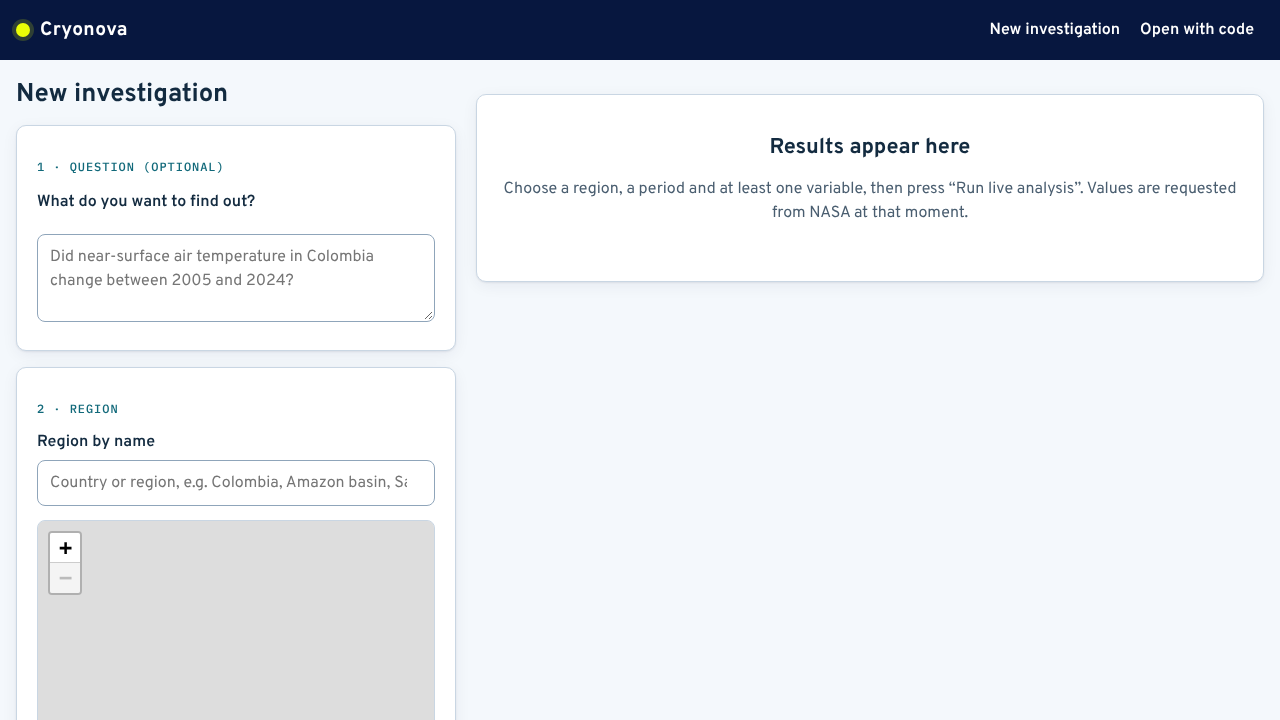 Cryonova
New investigation
Open with code
New investigation
1 · QUESTION (OPTIONAL)
What do you want to find out?
Did near-surface air temperature in Colombia
change between 2005 and 2024?
2 · REGION
Region by name
Country or region, e.g. Colombia, Amazon basin,
+
−
Results appear here
Choose a region, a period and at least one variable, then press “Run live analysis”. Values are requested
from NASA at that moment.